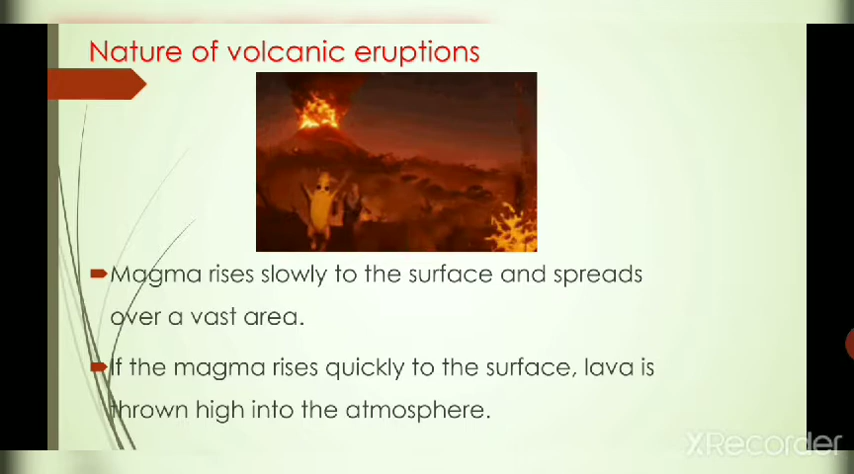 Nature of volcanic eruptions
Magma rises slowly to the surface and spreads
over a vast area.
If the magma rises quickly to the surface, lava is
thrown high into the atmosphere.
XRecorder